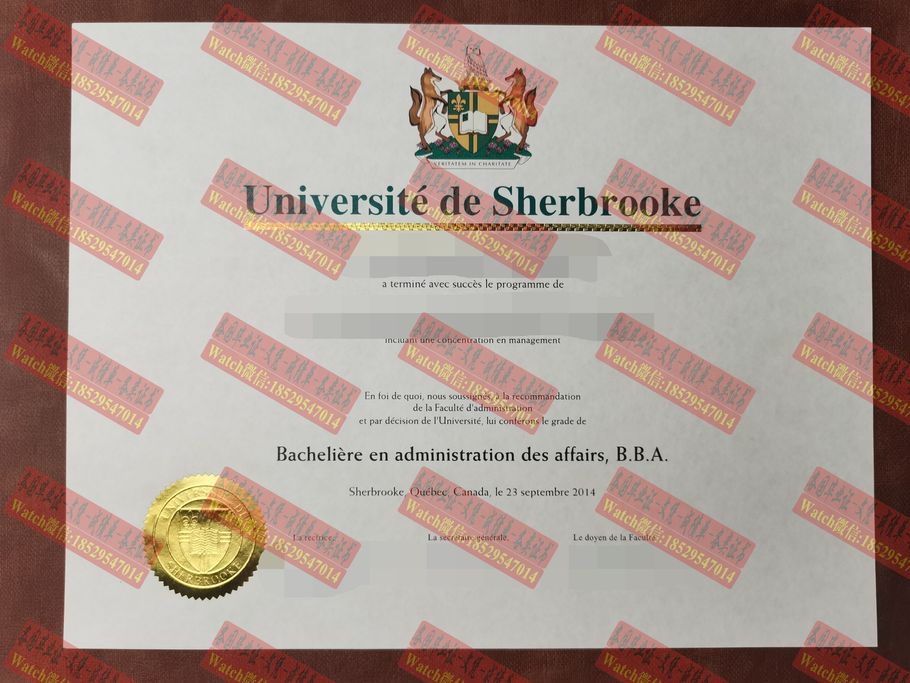 VERITATEM IN CHARITATE
Université de Sherbrooke
a terminé avec succès le programme de
incluant une concentration en management
En foi de quoi, nous soussignés, à la recommandation
de la Faculté d'administration
et par décision de l'Université, lui conférons le grade de
Bachelière en administration des affairs, B.B.A.
Sherbrooke, Québec, Canada, le 23 septembre 2014
La rectrice, La secrétaire générale, Le doyen de la Faculté,
SHERBROOKE
Watch微信:18529547014